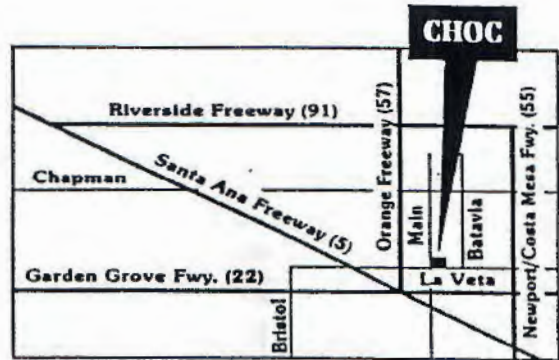 CHOC
Riverside Freeway (91)
Orange Freeway (57)
Newport/Costa Mesa Fwy. (55)
Chapman
Santa Ana Freeway (5)
Main
Batavia
Garden Grove Fwy. (22)
La Veta
Bristol